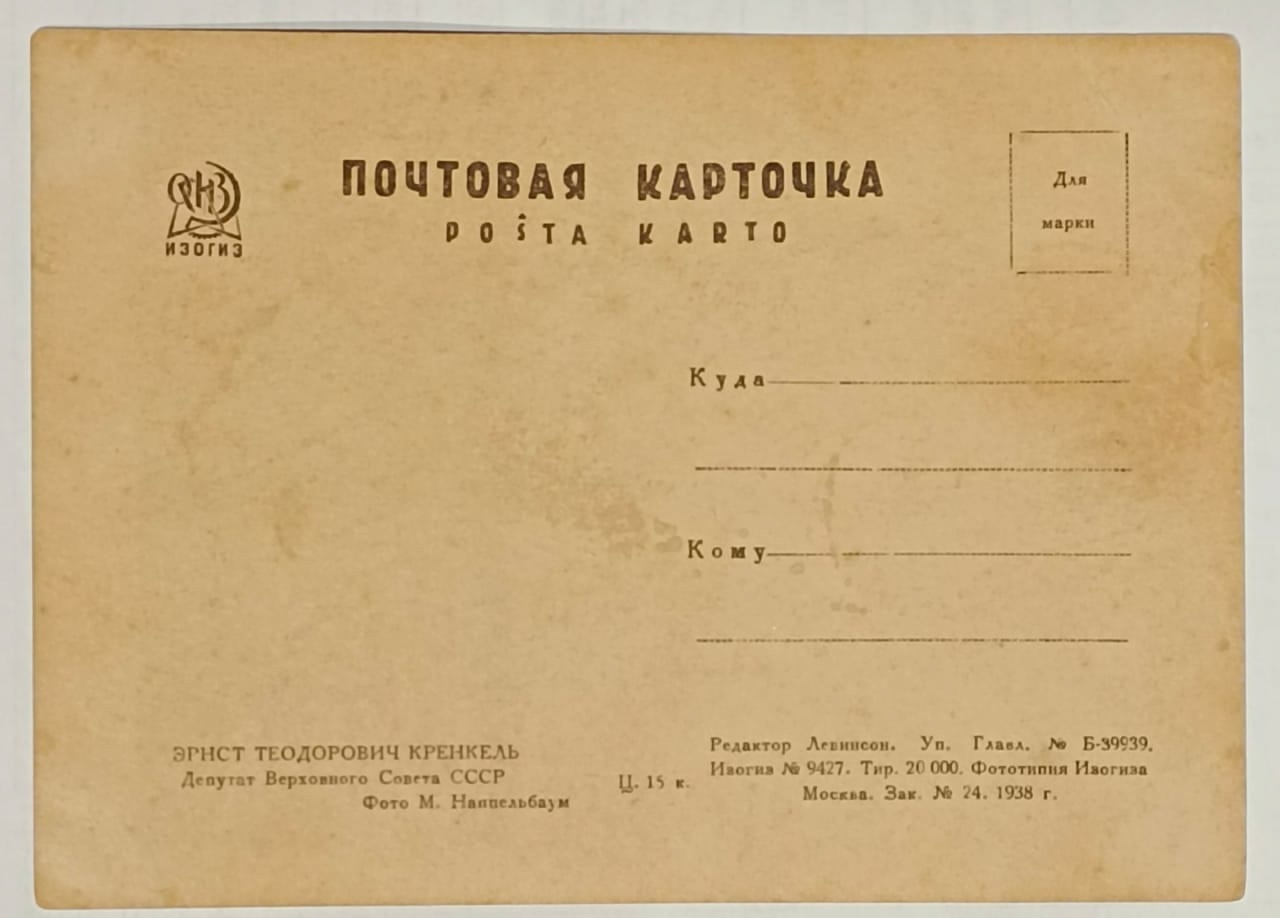 ИЗОГИЗ
ПОЧТОВАЯ КАРТОЧКА
POŜTA KARTO
Для
марки
Куда
Кому
ЭРНСТ ТЕОДОРОВИЧ КРЕНКЕЛЬ
Депутат Верховного Совета СССР
Фото М. Наппельбаум
Ц. 15 к.
Редактор Левинсон. Уп. Главл. № Б-39939.
Изогиз № 9427. Тир. 20 000. Фототипия Изогиза
Москва. Зак. № 24. 1938 г.